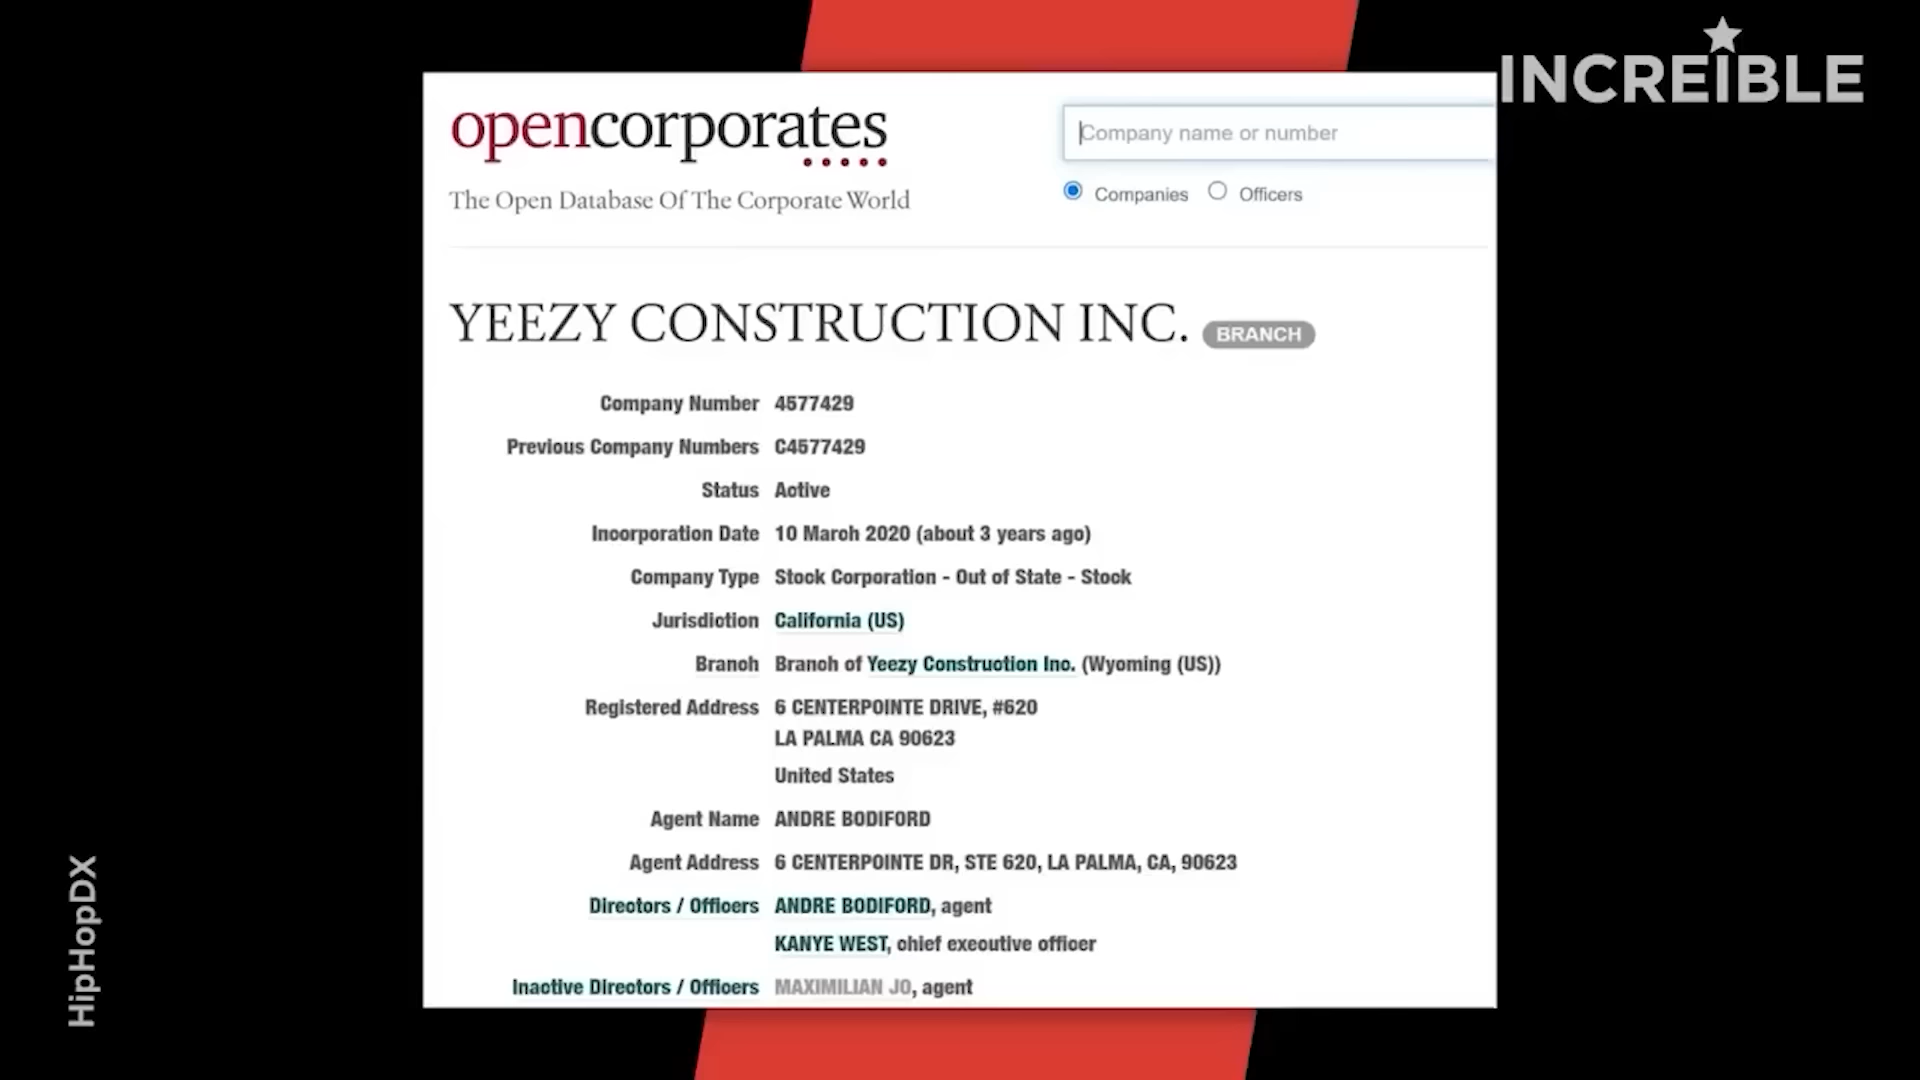 INCREÍBLE
opencorporates
Company name or number
The Open Database Of The Corporate World
Companies Officers
YEEZY CONSTRUCTION INC. BRANCH
Company Number 4577429
Previous Company Numbers C4577429
Status Active
Incorporation Date 10 March 2020 (about 3 years ago)
Company Type Stock Corporation - Out of State - Stock
Jurisdiction California (US)
Branch Branch of Yeezy Construction Inc. (Wyoming (US))
Registered Address 6 CENTERPOINTE DRIVE, #620
LA PALMA CA 90623
United States
Agent Name ANDRE BODIFORD
Agent Address 6 CENTERPOINTE DR, STE 620, LA PALMA, CA, 90623
Directors / Officers ANDRE BODIFORD, agent
KANYE WEST, chief executive officer
Inactive Directors / Officers MAXIMILIAN JO, agent
HipHopDX